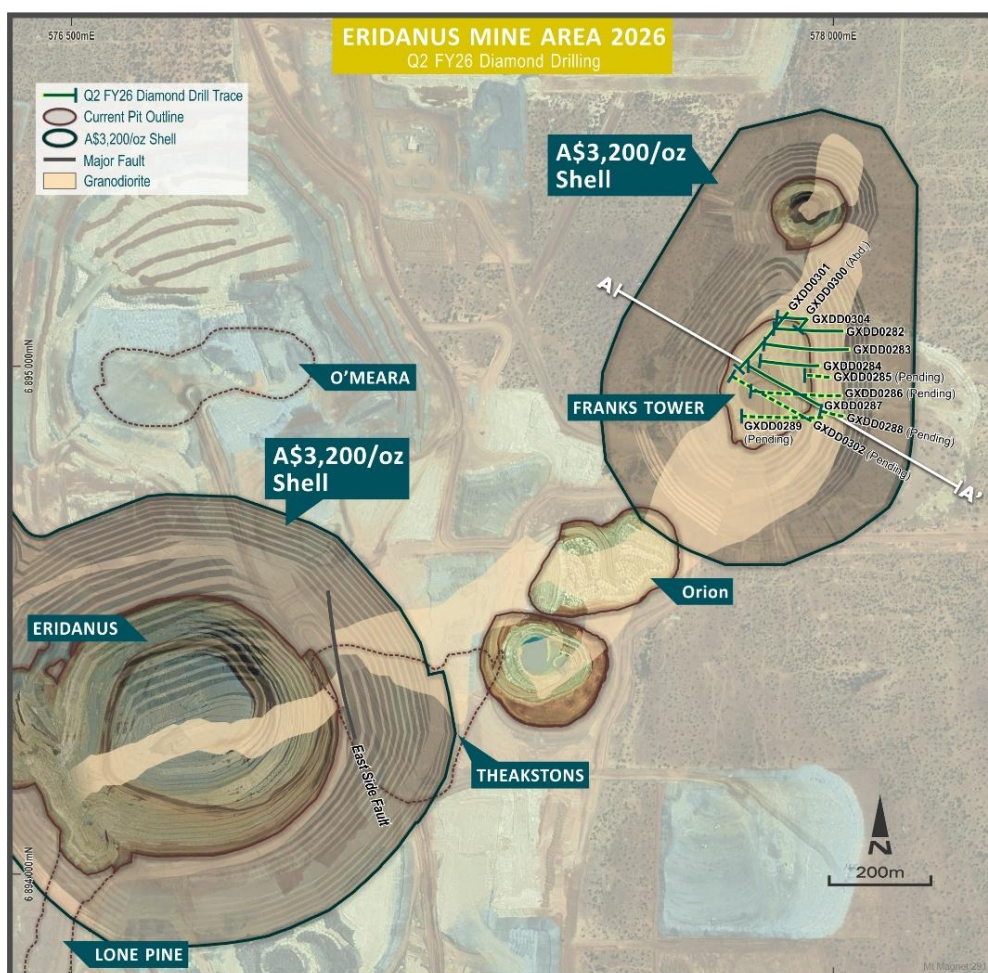 ERIDANUS MINE AREA 2026
Q2 FY26 Diamond Drilling
576 500mE
578 000mE
Q2 FY26 Diamond Drill Trace
Current Pit Outline
A$3,200/oz Shell
Major Fault
Granodiorite
A$3,200/oz
Shell
A
GXDD0301
GXDD0300 (Abd.)
GXDD0304
GXDD0282
GXDD0283
GXDD0284
GXDD0285 (Pending)
GXDD0286 (Pending)
GXDD0287
GXDD0288 (Pending)
GXDD0289
(Pending)
GXDD0302 (Pending)
A'
6 895 000mN
O'MEARA
FRANKS TOWER
A$3,200/oz
Shell
Orion
ERIDANUS
East Side Fault
THEAKSTONS
6 894 000mN
N
200m
LONE PINE